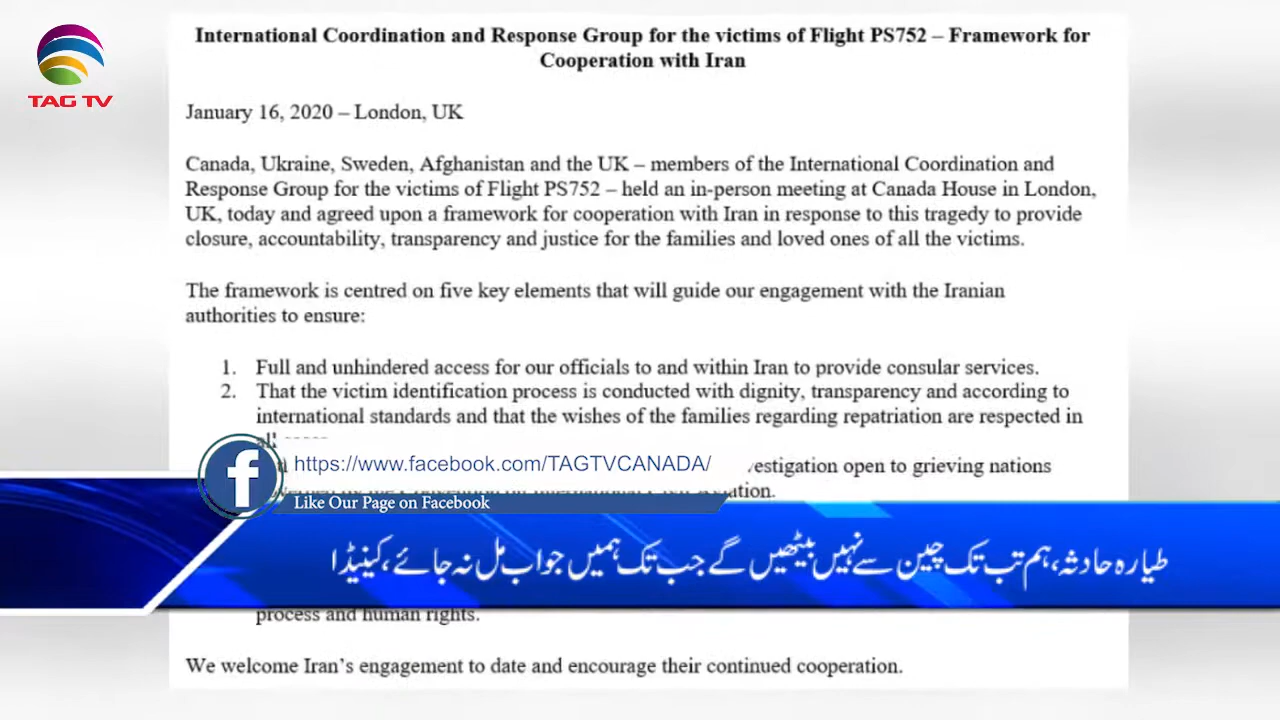 TAG TV
International Coordination and Response Group for the victims of Flight PS752 – Framework for
Cooperation with Iran
January 16, 2020 – London, UK
Canada, Ukraine, Sweden, Afghanistan and the UK – members of the International Coordination and
Response Group for the victims of Flight PS752 – held an in-person meeting at Canada House in London,
UK, today and agreed upon a framework for cooperation with Iran in response to this tragedy to provide
closure, accountability, transparency and justice for the families and loved ones of all the victims.
The framework is centred on five key elements that will guide our engagement with the Iranian
authorities to ensure:
1. Full and unhindered access for our officials to and within Iran to provide consular services.
2. That the victim identification process is conducted with dignity, transparency and according to
international standards and that the wishes of the families regarding repatriation are respected in
all
https://www.facebook.com/TAGTVCANADA/
open to grieving nations
Like Our Page on Facebook
طیارہ حادثہ، ہم تب تک چین سے نہیں بیٹھیں گے جب تک ہمیں جواب مل نہ جائے، کینیڈا
process and human rights.
We welcome Iran's engagement to date and encourage their continued cooperation.